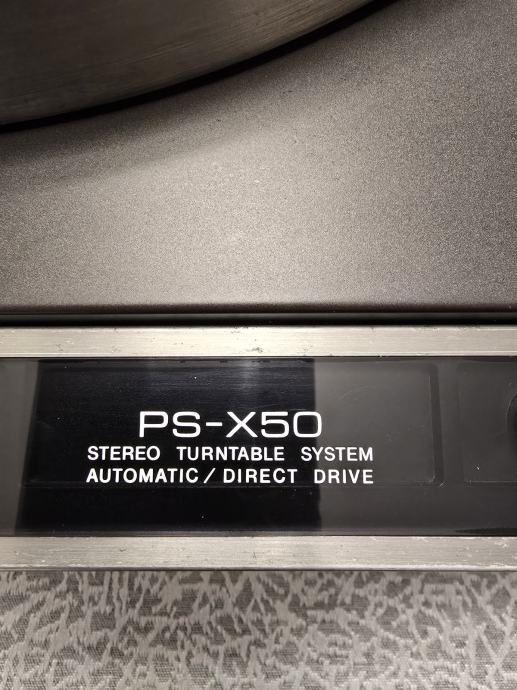 PS-X50
STEREO TURNTABLE SYSTEM
AUTOMATIC / DIRECT DRIVE